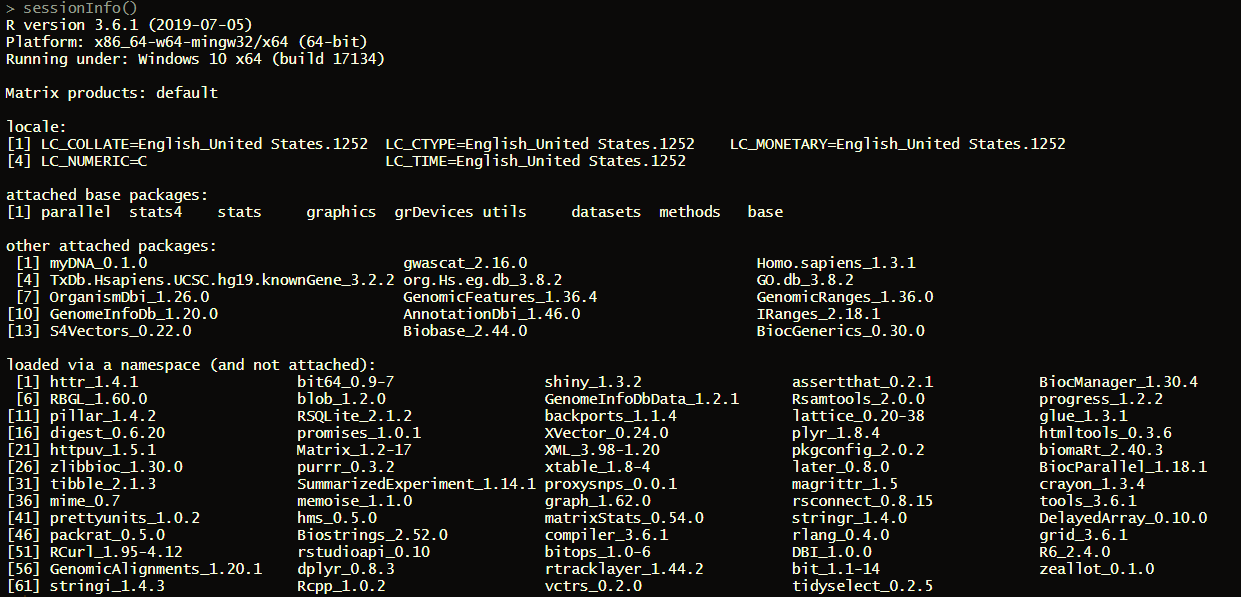 > sessionInfo()
R version 3.6.1 (2019-07-05)
Platform: x86_64-w64-mingw32/x64 (64-bit)
Running under: Windows 10 x64 (build 17134)

Matrix products: default

locale:
[1] LC_COLLATE=English_United States.1252  LC_CTYPE=English_United States.1252    LC_MONETARY=English_United States.1252
[4] LC_NUMERIC=C                           LC_TIME=English_United States.1252

attached base packages:
[1] parallel  stats4    stats     graphics  grDevices utils     datasets  methods   base

other attached packages:
 [1] myDNA_0.1.0                             gwascat_2.16.0                          Homo.sapiens_1.3.1
 [4] TxDb.Hsapiens.UCSC.hg19.knownGene_3.2.2 org.Hs.eg.db_3.8.2                      GO.db_3.8.2
 [7] OrganismDbi_1.26.0                      GenomicFeatures_1.36.4                  GenomicRanges_1.36.0
[10] GenomeInfoDb_1.20.0                     AnnotationDbi_1.46.0                    IRanges_2.18.1
[13] S4Vectors_0.22.0                        Biobase_2.44.0                          BiocGenerics_0.30.0

loaded via a namespace (and not attached):
 [1] httr_1.4.1                  bit64_0.9-7                 shiny_1.3.2                 assertthat_0.2.1            BiocManager_1.30.4
 [6] RBGL_1.60.0                 blob_1.2.0                  GenomeInfoDbData_1.2.1      Rsamtools_2.0.0             progress_1.2.2
[11] pillar_1.4.2                RSQLite_2.1.2               backports_1.1.4             lattice_0.20-38             glue_1.3.1
[16] digest_0.6.20               promises_1.0.1              XVector_0.24.0              plyr_1.8.4                  htmltools_0.3.6
[21] httpuv_1.5.1                Matrix_1.2-17               XML_3.98-1.20               pkgconfig_2.0.2             biomaRt_2.40.3
[26] zlibbioc_1.30.0             purrr_0.3.2                 xtable_1.8-4                later_0.8.0                 BiocParallel_1.18.1
[31] tibble_2.1.3                SummarizedExperiment_1.14.1 proxysnps_0.0.1             magrittr_1.5                crayon_1.3.4
[36] mime_0.7                    memoise_1.1.0               graph_1.62.0                rsconnect_0.8.15            tools_3.6.1
[41] prettyunits_1.0.2           hms_0.5.0                   matrixStats_0.54.0          stringr_1.4.0               DelayedArray_0.10.0
[46] packrat_0.5.0               Biostrings_2.52.0           compiler_3.6.1              rlang_0.4.0                 grid_3.6.1
[51] RCurl_1.95-4.12             rstudioapi_0.10             bitops_1.0-6                DBI_1.0.0                   R6_2.4.0
[56] GenomicAlignments_1.20.1    dplyr_0.8.3                 rtracklayer_1.44.2          bit_1.1-14                  zeallot_0.1.0
[61] stringi_1.4.3               Rcpp_1.0.2                  vctrs_0.2.0                 tidyselect_0.2.5